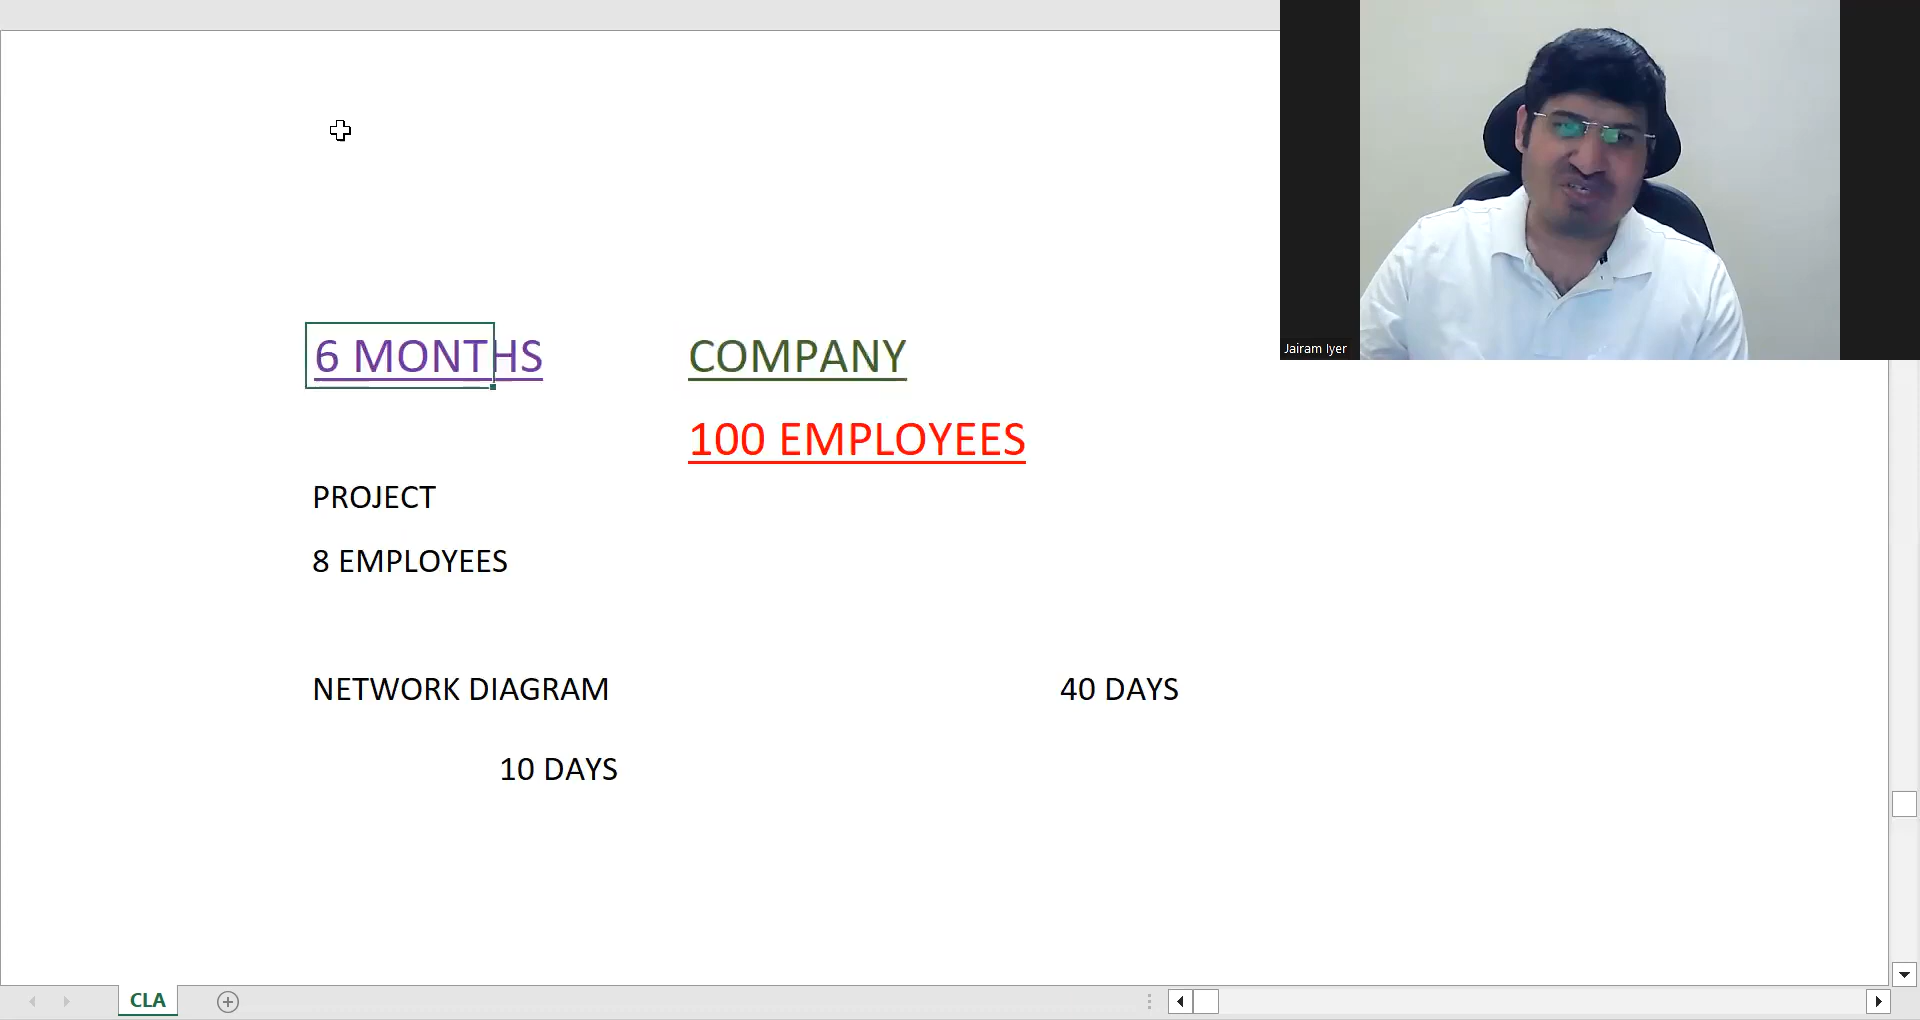 Jairam Iyer
6 MONTHS COMPANY
100 EMPLOYEES
PROJECT
8 EMPLOYEES
NETWORK DIAGRAM 40 DAYS
10 DAYS
CLA